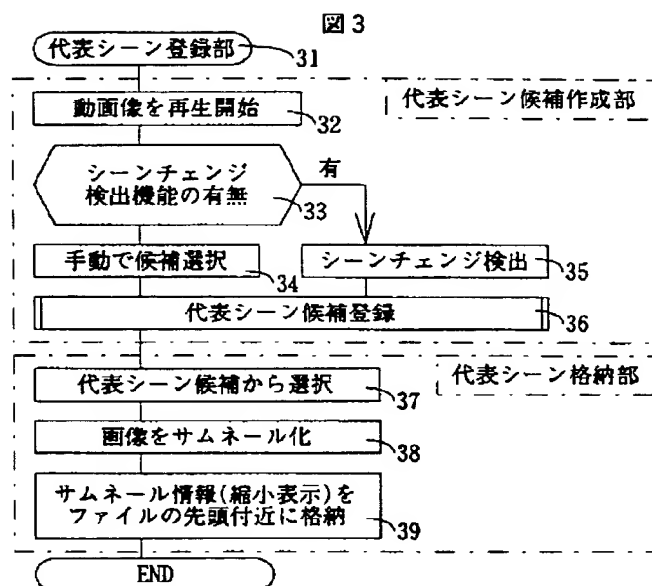 図3
代表シーン登録部
31
代表シーン候補作成部
動画像を再生開始
32
シーンチェンジ
検出機能の有無
33
有
手動で候補選択
34
シーンチェンジ検出
35
代表シーン候補登録
36
代表シーン格納部
代表シーン候補から選択
37
画像をサムネール化
38
サムネール情報(縮小表示)を
ファイルの先頭付近に格納
39
END